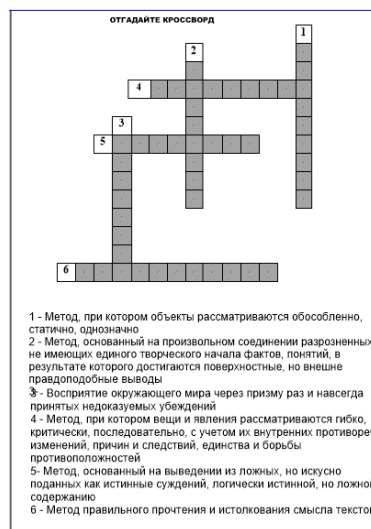 ОТГАДАЙТЕ КРОССВОРД
1
2
4
3
5
6
1 - Метод, при котором объекты рассматриваются обособленно,
статично, однозначно
2 - Метод, основанный на произвольном соединении разрозненных
не имеющих единого творческого начала фактов, понятий, в
результате которого достигаются поверхностные, но внешне
правдоподобные выводы
3 - Восприятие окружающего мира через призму раз и навсегда
принятых недоказуемых убеждений
4 - Метод, при котором вещи и явления рассматриваются гибко,
критически, последовательно, с учетом их внутренних противоре
изменений, причин и следствий, единства и борьбы
противоположностей
5- Метод, основанный на выведении из ложных, но искусно
поданных как истинные суждений, логически истинной, но ложно
содержанию
6 - Метод правильного прочтения и истолкования смысла тексто